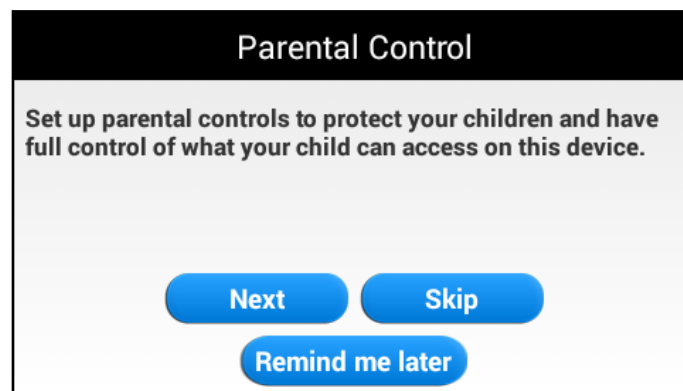 Parental Control
Set up parental controls to protect your children and have
full control of what your child can access on this device.
Next Skip
Remind me later